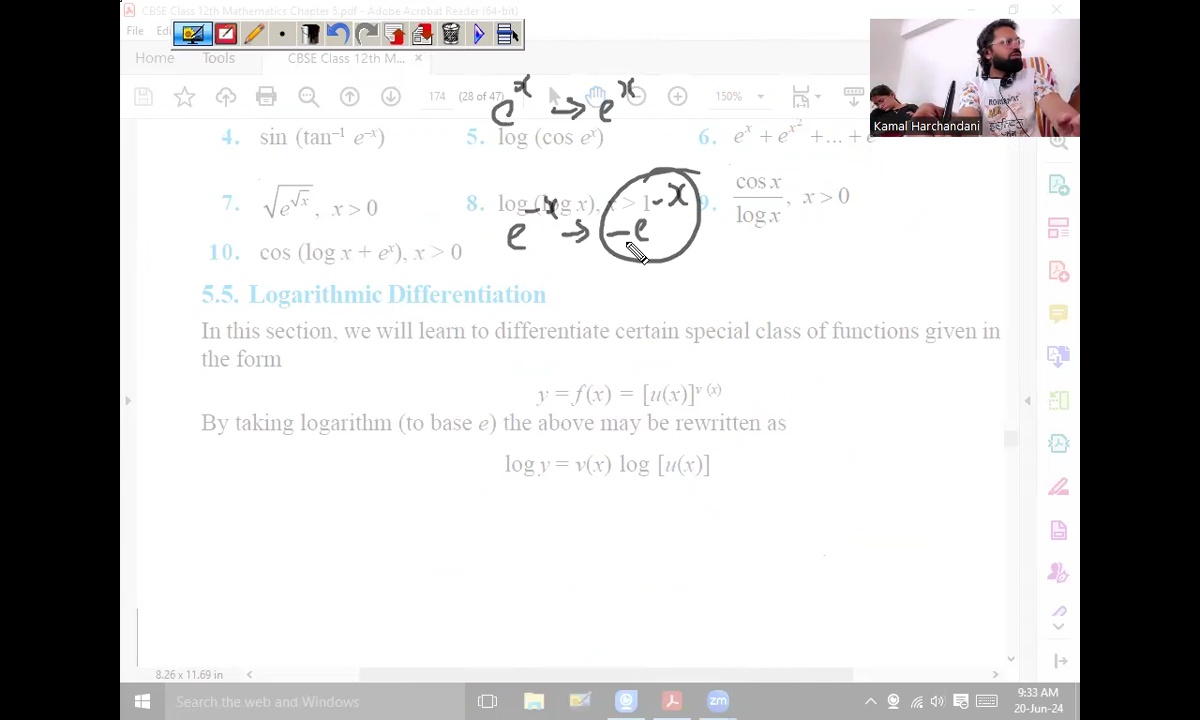 CBSE Class 12th Mathematics Chapter 5.pdf - Adobe Acrobat Reader (64-bit)
File
Home Tools CBSE Class 12th M... ×
174 (28 of 47) 150%
e^x → e^x
Kamal Harchandani
4. sin (tan⁻¹ e⁻ˣ) 5. log (cos eˣ) 6. eˣ + e^x² + ... + e
7. √e^√x, x > 0 8. log (log x), x > 1 9. cos x / log x, x > 0
e^-x → -e^-x
10. cos (log x + eˣ), x > 0
5.5. Logarithmic Differentiation
In this section, we will learn to differentiate certain special class of functions given in
the form
y = f(x) = [u(x)]^v (x)
By taking logarithm (to base e) the above may be rewritten as
log y = v(x) log [u(x)]
8.26 x 11.69 in
Search the web and Windows
zm
9:33 AM
20-Jun-24